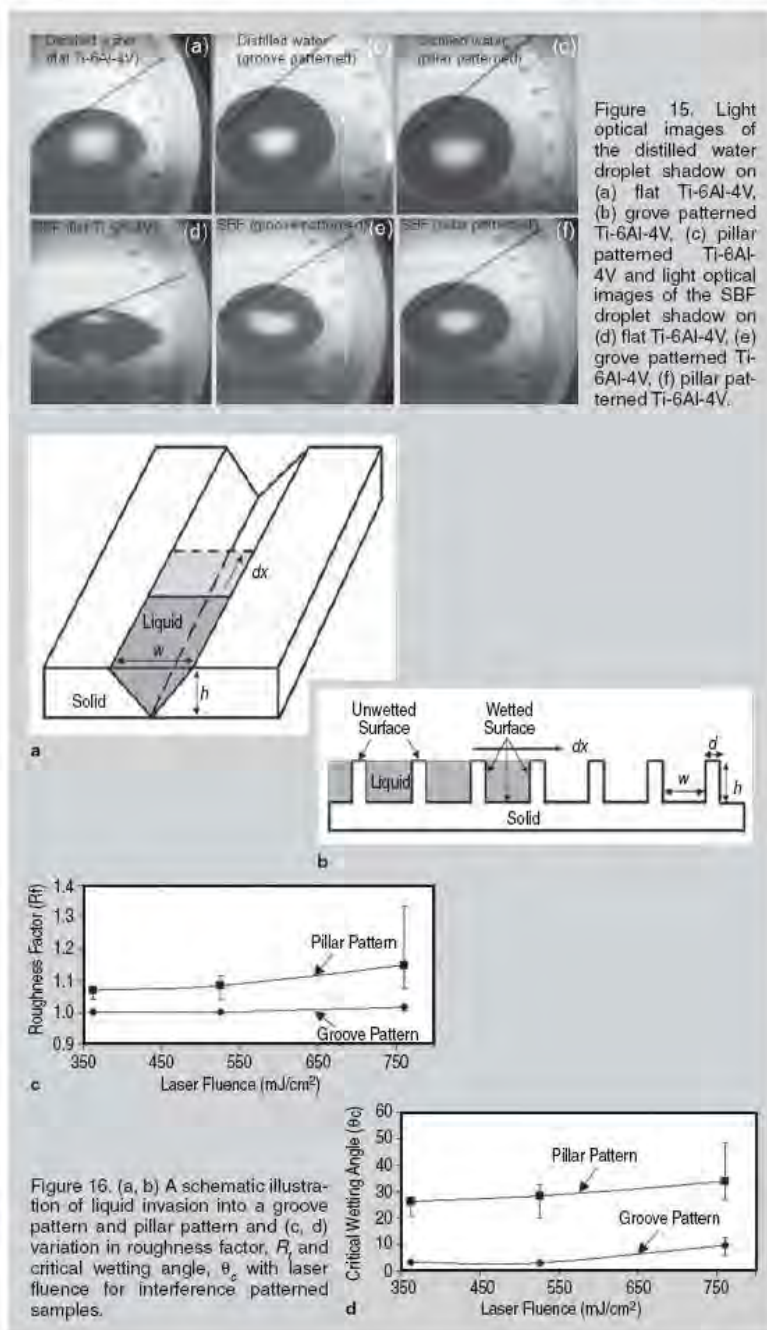 Distilled water
(flat Ti-6Al-4V)
(a)
Distilled water
(groove patterned)
Distilled water
(pillar patterned)
(c)
SBF (flat Ti-6Al-4V)
(d)
SBF (groove patterned)
(e)
SBF (pillar patterned)
(f)
Figure 15. Light
optical images of
the distilled water
droplet shadow on
(a) flat Ti-6Al-4V,
(b) grove patterned
Ti-6Al-4V, (c) pillar
patterned Ti-6Al-
4V and light optical
images of the SBF
droplet shadow on
(d) flat Ti-6Al-4V, (e)
grove patterned Ti-
6Al-4V, (f) pillar pat-
terned Ti-6Al-4V.
dx
Liquid
w
Solid
h
a
Unwetted
Surface
Wetted
Surface
dx
d
Liquid
w
h
Solid
b
Roughness Factor (Rf)
1.4
1.3
1.2
1.1
1.0
0.9
Pillar Pattern
Groove Pattern
350 450 550 650 750
Laser Fluence (mJ/cm²)
c
Figure 16. (a, b) A schematic illustra-
tion of liquid invasion into a groove
pattern and pillar pattern and (c, d)
variation in roughness factor, Rf and
critical wetting angle, θc with laser
fluence for interference patterned
samples.
Critical Wetting Angle (θc)
60
50
40
30
20
10
0
Pillar Pattern
Groove Pattern
350 450 550 650 750
Laser Fluence (mJ/cm²)
d